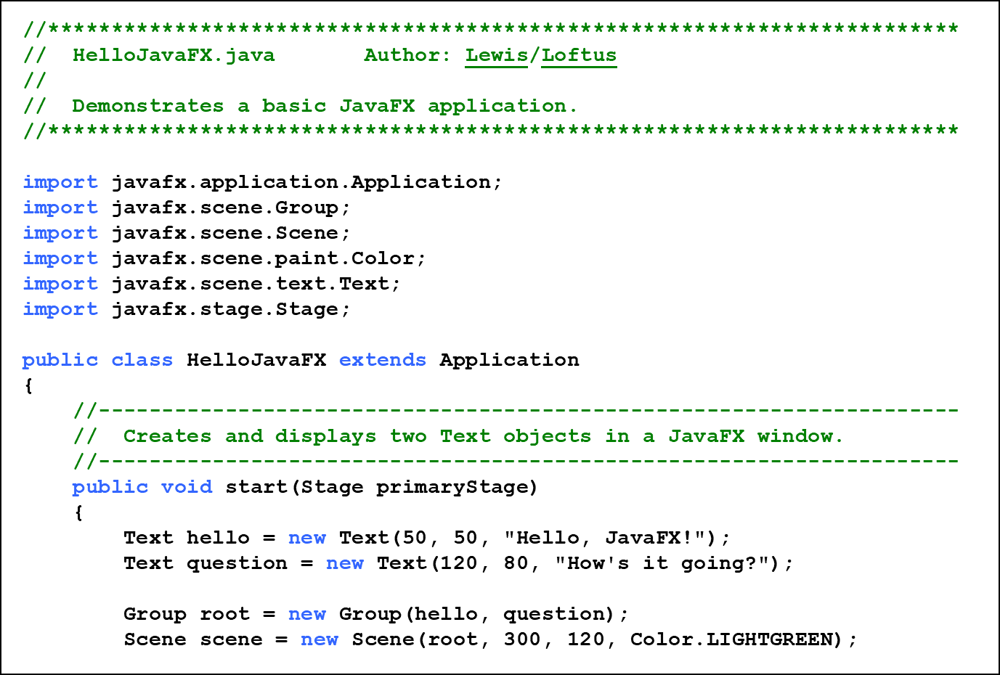 //************************************************************************
//  HelloJavaFX.java       Author: Lewis/Loftus
//
//  Demonstrates a basic JavaFX application.
//************************************************************************

import javafx.application.Application;
import javafx.scene.Group;
import javafx.scene.Scene;
import javafx.scene.paint.Color;
import javafx.scene.text.Text;
import javafx.stage.Stage;

public class HelloJavaFX extends Application
{
    //--------------------------------------------------------------------
    //  Creates and displays two Text objects in a JavaFX window.
    //--------------------------------------------------------------------
    public void start(Stage primaryStage)
    {
        Text hello = new Text(50, 50, "Hello, JavaFX!");
        Text question = new Text(120, 80, "How's it going?");

        Group root = new Group(hello, question);
        Scene scene = new Scene(root, 300, 120, Color.LIGHTGREEN);